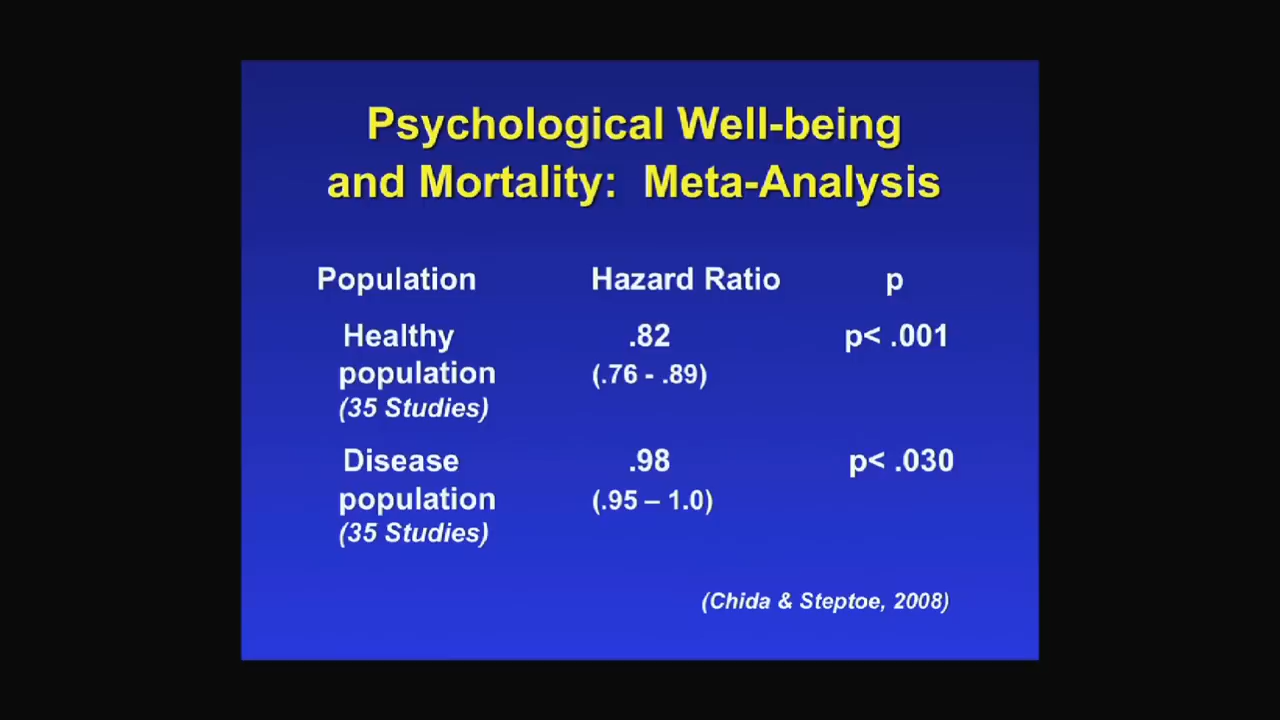 Psychological Well-being
and Mortality: Meta-Analysis
Population Hazard Ratio p
Healthy .82 p< .001
population (.76 - .89)
(35 Studies)
Disease .98 p< .030
population (.95 – 1.0)
(35 Studies)
(Chida & Steptoe, 2008)